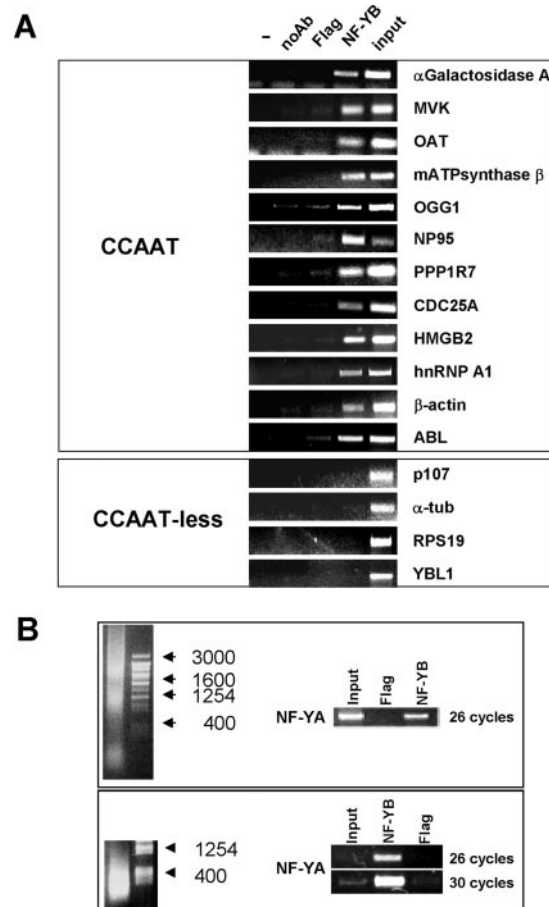 A
– noAb Flag NF-YB input
CCAAT
αGalactosidase A
MVK
OAT
mATPsynthase β
OGG1
NP95
PPP1R7
CDC25A
HMGB2
hnRNP A1
β-actin
ABL
CCAAT-less
p107
α-tub
RPS19
YBL1
B
3000
1600
1254
400
Input Flag NF-YB
NF-YA 26 cycles
1254
400
Input NF-YB Flag
NF-YA 26 cycles
30 cycles